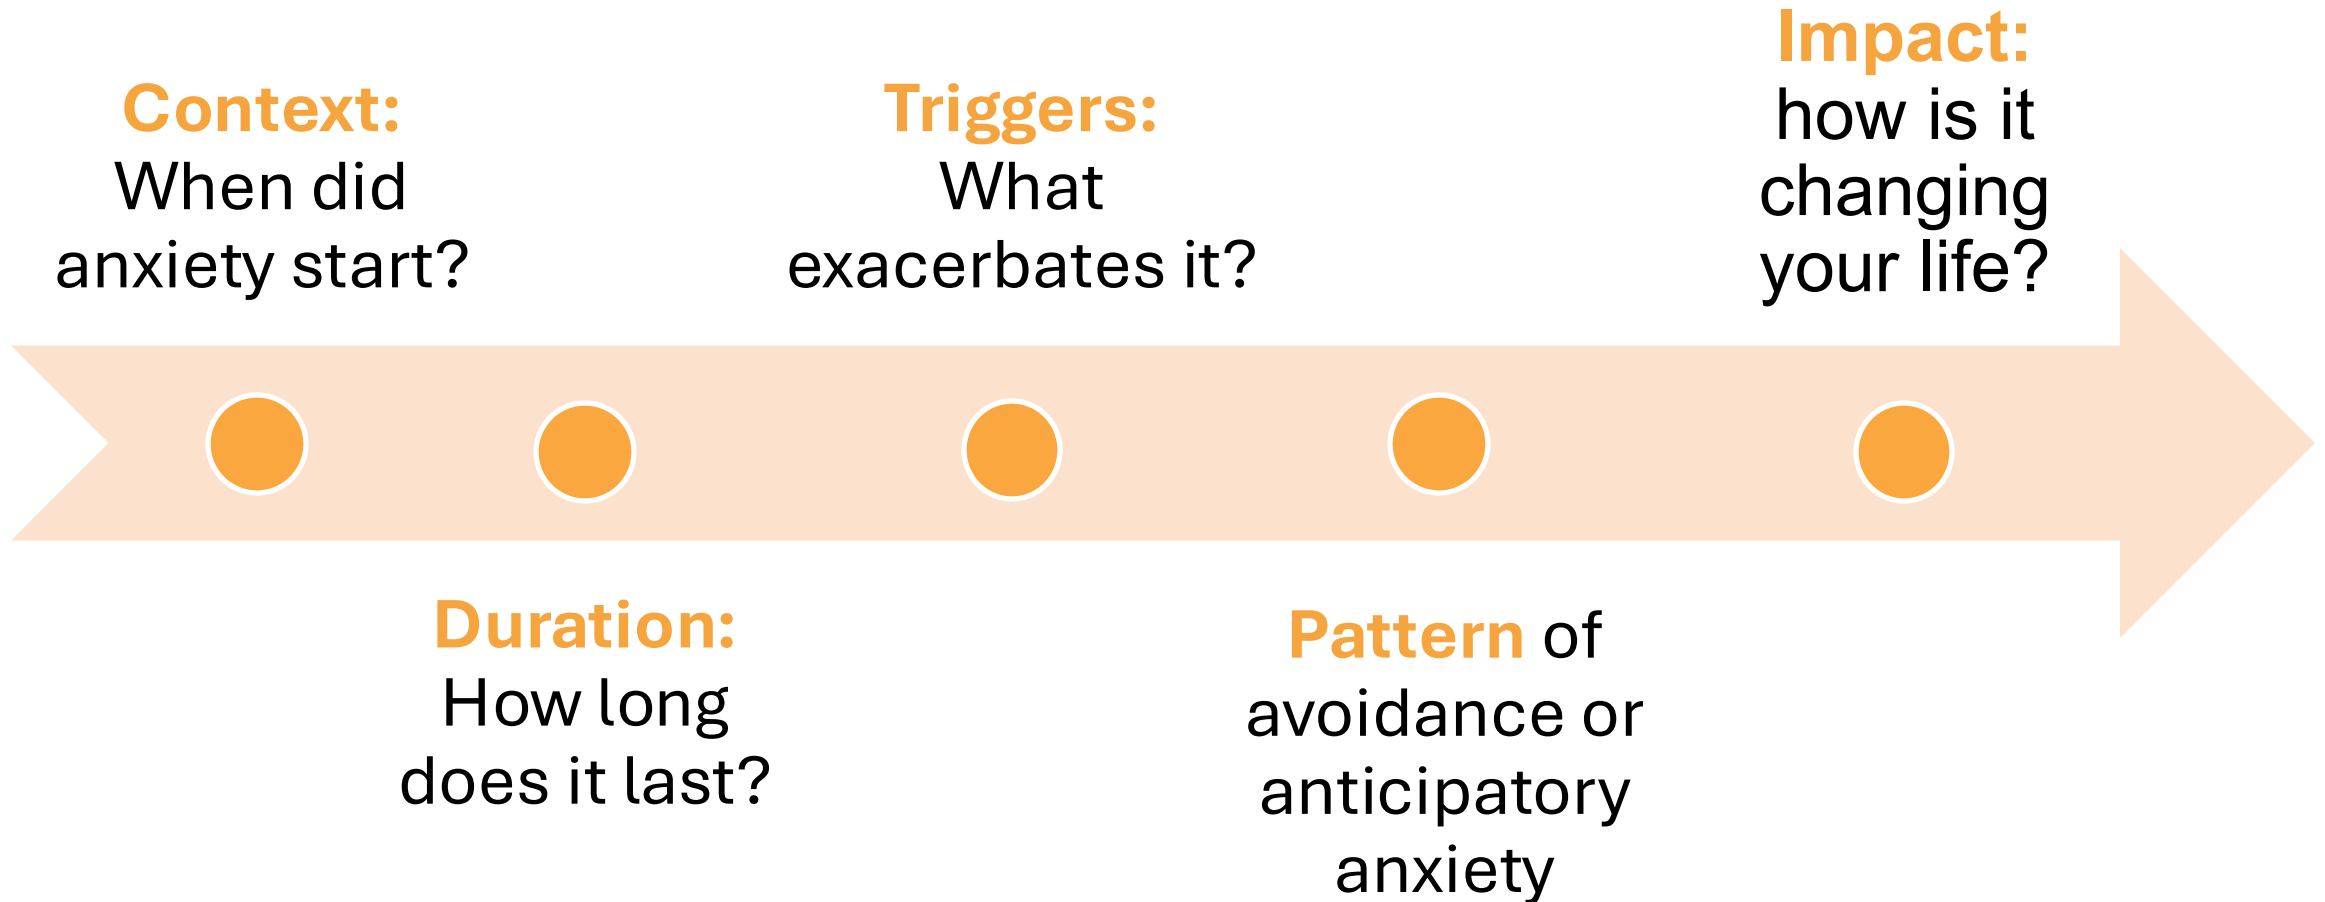 Context:
When did
anxiety start?
Duration:
How long
does it last?
Triggers:
What
exacerbates it?
Pattern of
avoidance or
anticipatory
anxiety
Impact:
how is it
changing
your life?